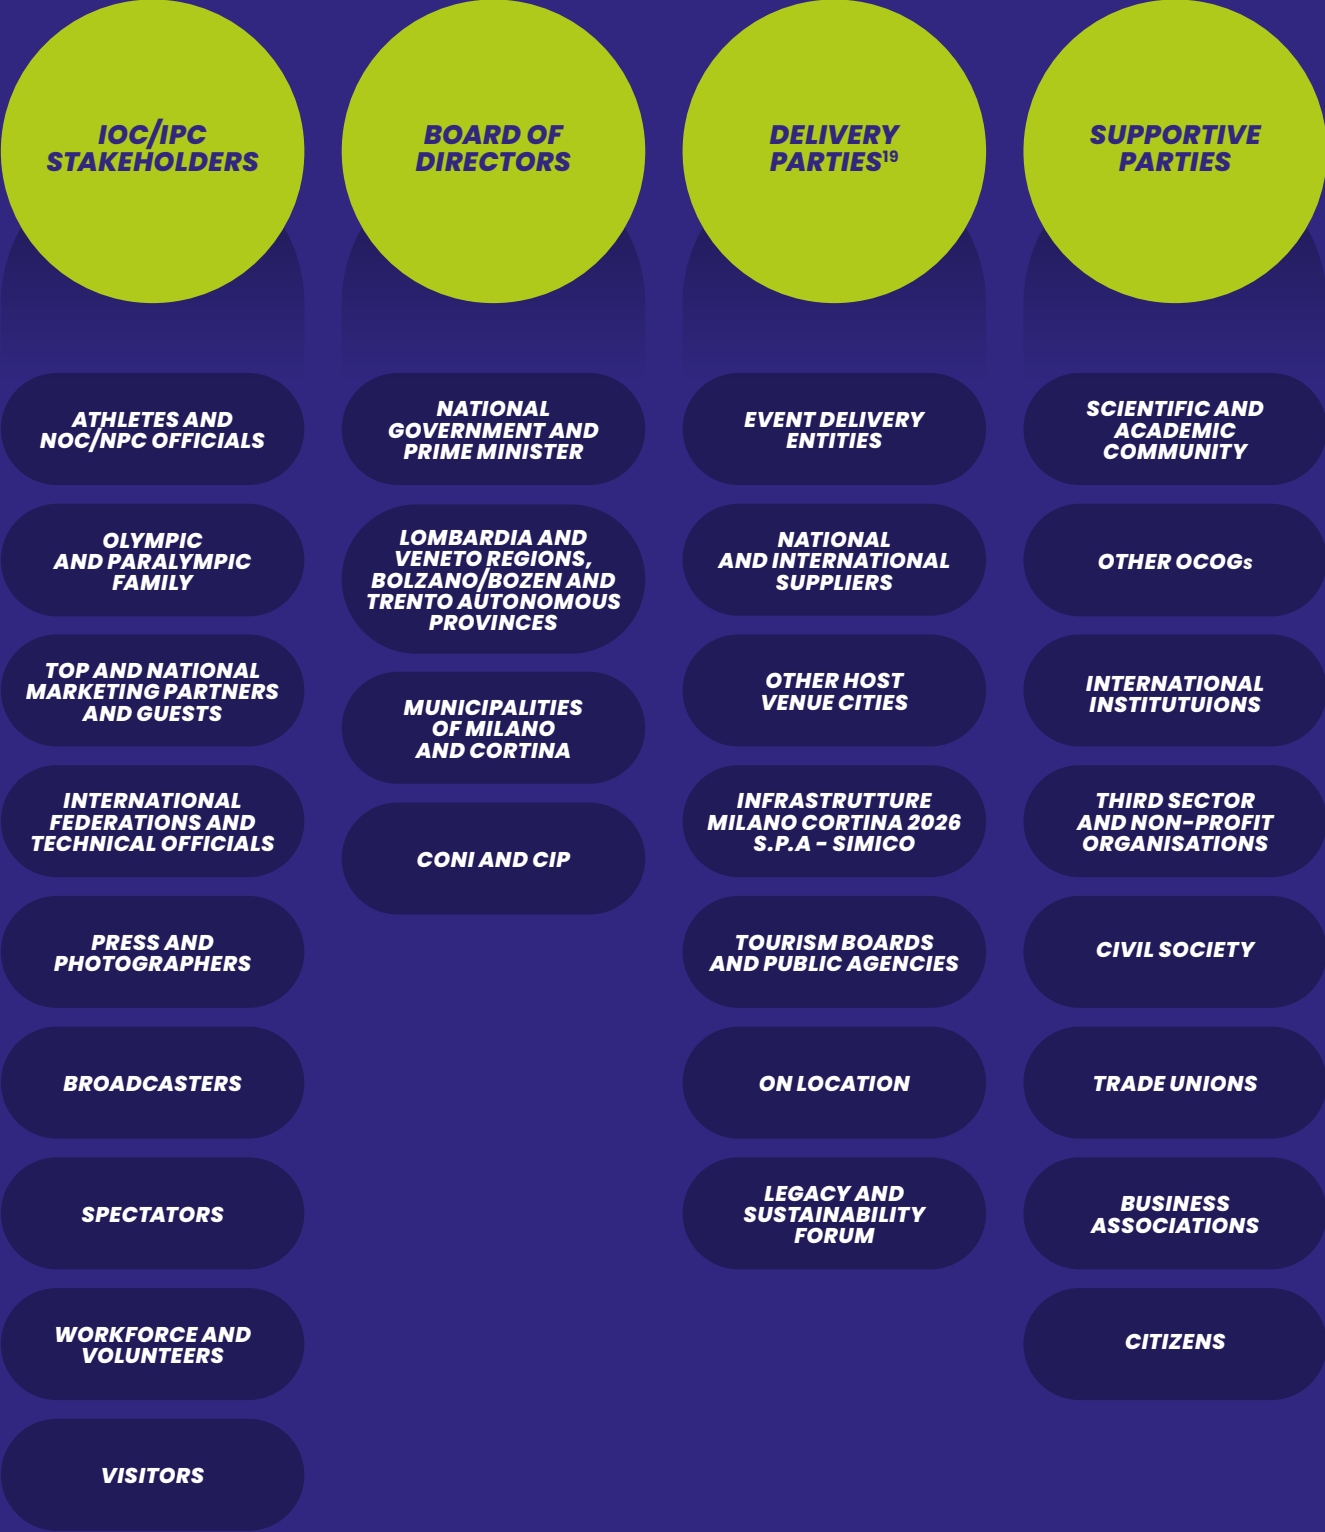 IOC/IPC
STAKEHOLDERS
ATHLETES AND
NOC/NPC OFFICIALS
OLYMPIC
AND PARALYMPIC
FAMILY
TOP AND NATIONAL
MARKETING PARTNERS
AND GUESTS
INTERNATIONAL
FEDERATIONS AND
TECHNICAL OFFICIALS
PRESS AND
PHOTOGRAPHERS
BROADCASTERS
SPECTATORS
WORKFORCE AND
VOLUNTEERS
VISITORS
BOARD OF
DIRECTORS
NATIONAL
GOVERNMENT AND
PRIME MINISTER
LOMBARDIA AND
VENETO REGIONS,
BOLZANO/BOZEN AND
TRENTO AUTONOMOUS
PROVINCES
MUNICIPALITIES
OF MILANO
AND CORTINA
CONI AND CIP
DELIVERY
PARTIES¹⁹
EVENT DELIVERY
ENTITIES
NATIONAL
AND INTERNATIONAL
SUPPLIERS
OTHER HOST
VENUE CITIES
INFRASTRUTTURE
MILANO CORTINA 2026
S.P.A - SIMICO
TOURISM BOARDS
AND PUBLIC AGENCIES
ON LOCATION
LEGACY AND
SUSTAINABILITY
FORUM
SUPPORTIVE
PARTIES
SCIENTIFIC AND
ACADEMIC
COMMUNITY
OTHER OCOGs
INTERNATIONAL
INSTITUTUIONS
THIRD SECTOR
AND NON-PROFIT
ORGANISATIONS
CIVIL SOCIETY
TRADE UNIONS
BUSINESS
ASSOCIATIONS
CITIZENS